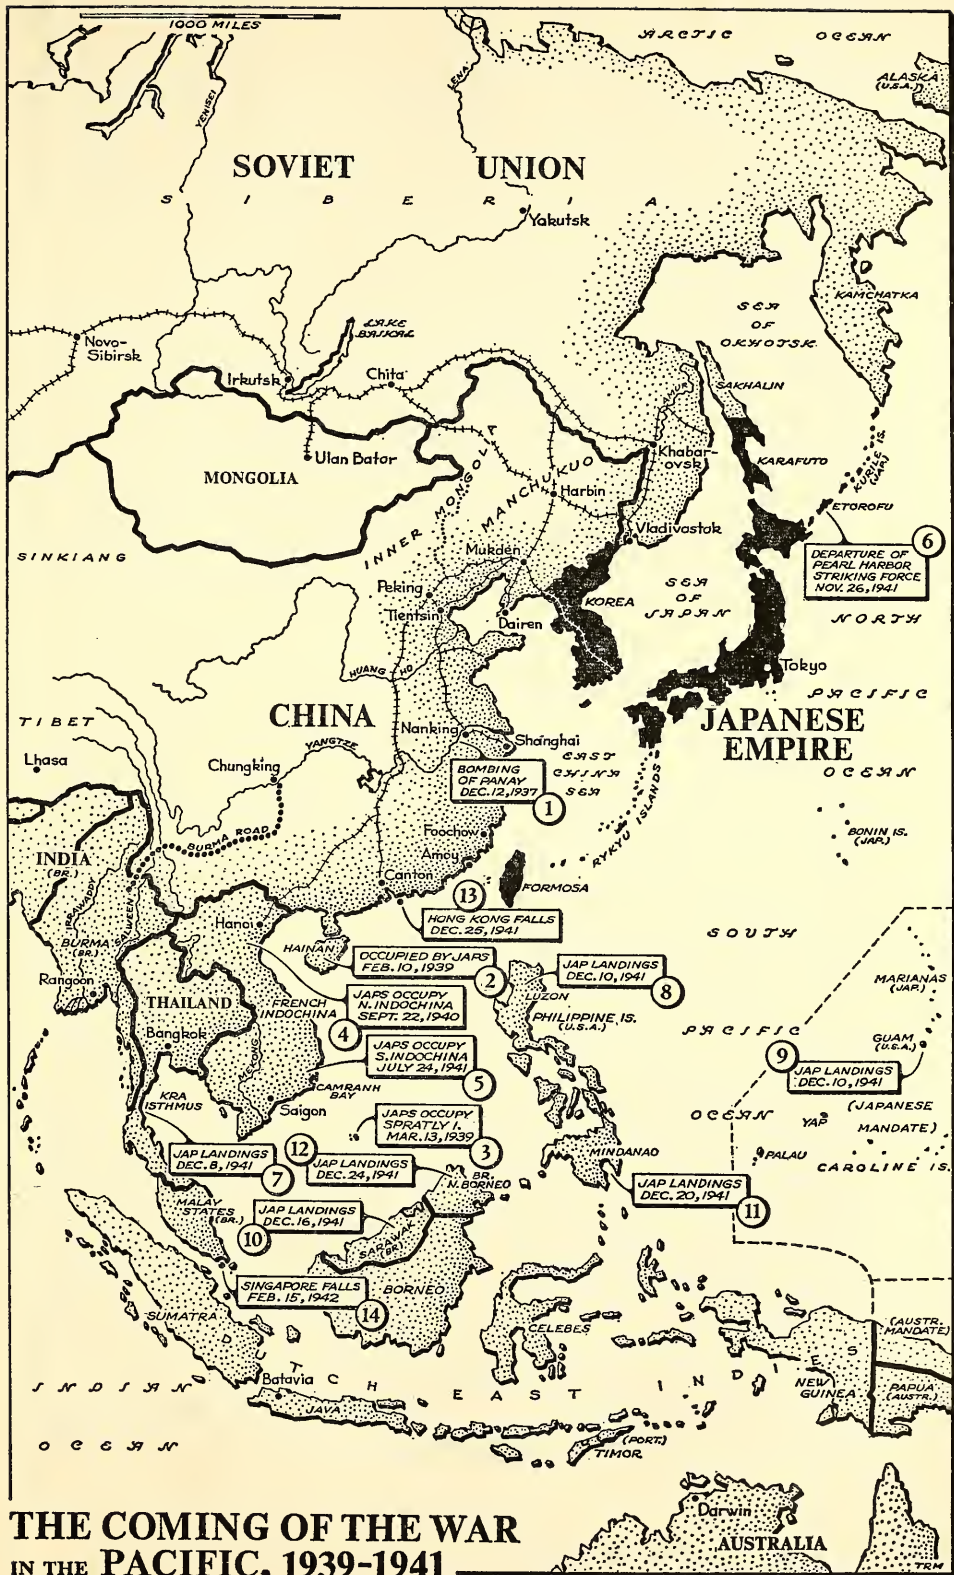 1000 MILES
ARCTIC OCEAN
ALASKA
(U.S.A.)
YENISEI
LENA
SOVIET UNION
SIBERIA
Yakutsk
KAMCHATKA
SEA
OF
OKHOTSK
LAKE
BAIKAL
Novo-
Sibirsk
Irkutsk
Chita
AMUR
SAKHALIN
Ulan Bator
Khabar-
ovsk
KARAFUTO
KURILE IS.
(JAP.)
MONGOLIA
INNER MONGOLIA
MANCHUKUO
Harbin
ETOROFU
Vladivostok
6
DEPARTURE OF
PEARL HARBOR
STRIKING FORCE
NOV. 26, 1941
SINKIANG
Mukden
Peking
KOREA
SEA
OF
JAPAN
Tientsin
Dairen
NORTH
HUANG HO
Tokyo
PACIFIC
TIBET
CHINA
Nanking
YANGTZE
Shanghai
JAPANESE
EMPIRE
Lhasa
Chungking
EAST
CHINA
SEA
OCEAN
BOMBING
OF PANAY
DEC. 12, 1937
1
RYKYU ISLANDS
BURMA ROAD
Foochow
BONIN IS.
(JAP.)
INDIA
(BR.)
Amoy
Canton
FORMOSA
IRRAWADDY
SALWEEN
13
HONG KONG FALLS
DEC. 25, 1941
Hanoi
SOUTH
BURMA
(BR.)
HAINAN
OCCUPIED BY JAPS
FEB. 10, 1939
2
JAP LANDINGS
DEC. 10, 1941
8
MARIANAS
(JAP.)
Rangoon
THAILAND
FRENCH
INDOCHINA
JAPS OCCUPY
N. INDOCHINA
SEPT. 22, 1940
4
LUZON
PHILIPPINE IS.
(U.S.A.)
PACIFIC
GUAM
(U.S.A.)
Bangkok
9
JAP LANDINGS
DEC. 10, 1941
MEKONG
JAPS OCCUPY
S. INDOCHINA
JULY 24, 1941
5
CAMRANH
BAY
KRA
ISTHMUS
Saigon
OCEAN
YAP
(JAPANESE
MANDATE)
JAPS OCCUPY
SPRATLY I.
MAR. 13, 1939
3
JAP LANDINGS
DEC. 8, 1941
7
12
JAP LANDINGS
DEC. 24, 1941
BR.
N. BORNEO
MINDANAO
PALAU
CAROLINE IS.
JAP LANDINGS
DEC. 20, 1941
11
MALAY
STATES
(BR.)
JAP LANDINGS
DEC. 16, 1941
10
SARAWAK
(BR.)
SINGAPORE FALLS
FEB. 15, 1942
14
BORNEO
SUMATRA
CELEBES
(AUSTR.
MANDATE)
DUTCH EAST INDIES
INDIAN
Batavia
JAVA
NEW
GUINEA
PAPUA
(AUSTR.)
OCEAN
(PORT.)
TIMOR
Darwin
AUSTRALIA
THE COMING OF THE WAR
IN THE PACIFIC, 1939-1941
TRM